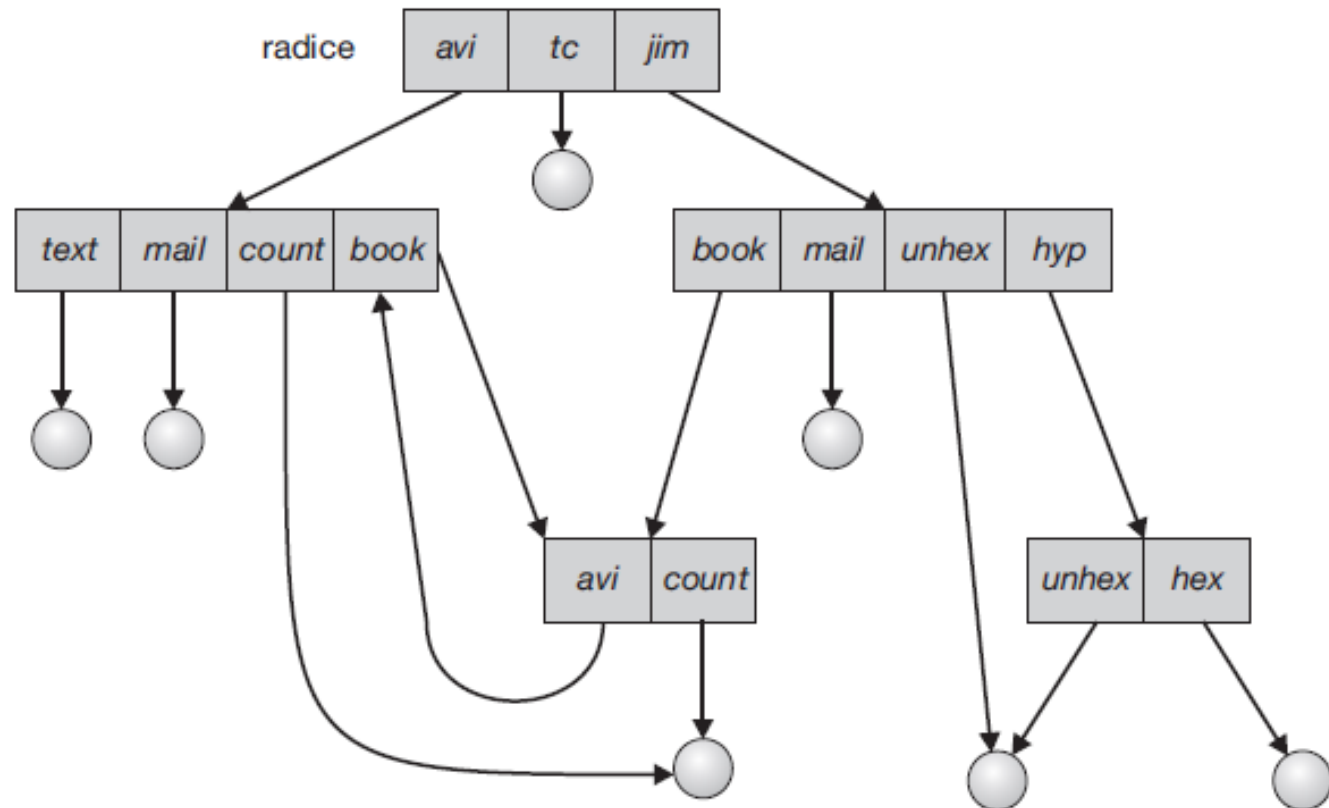 radice avi tc jim
text mail count book book mail unhex hyp
avi count unhex hex